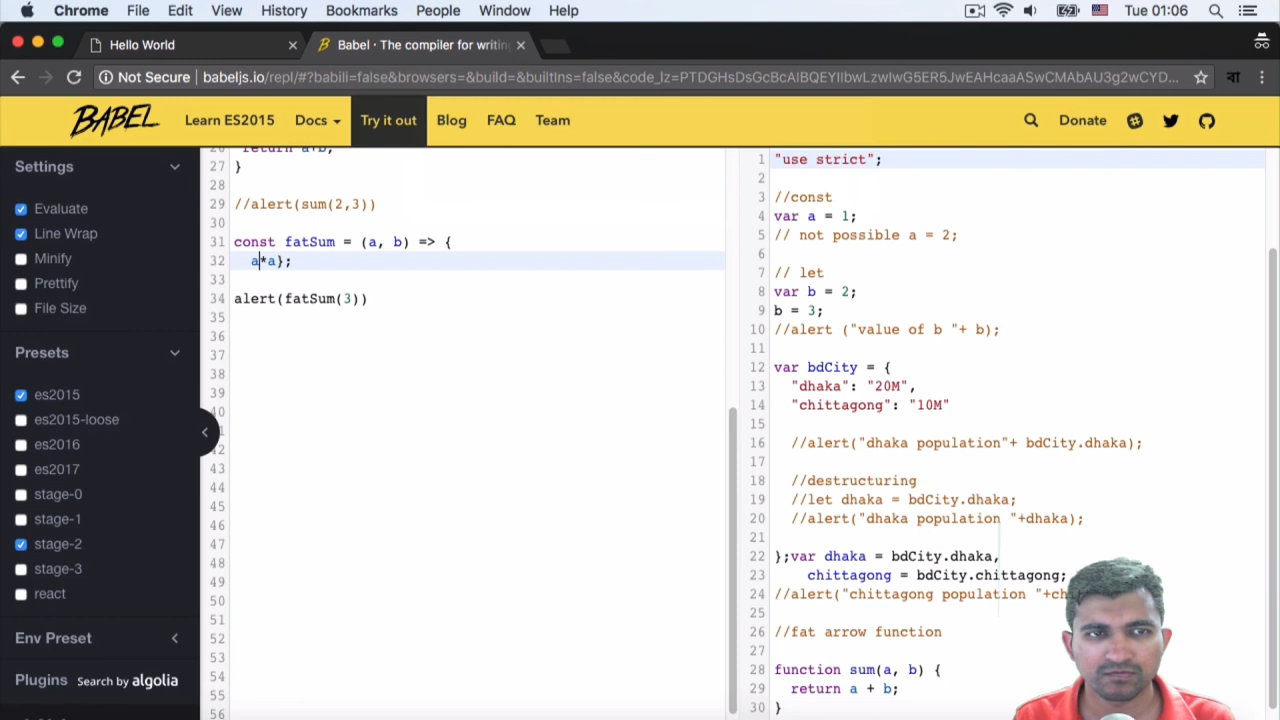 Chrome File Edit View History Bookmarks People Window Help Tue 01:06
Hello World
Babel · The compiler for writin
Not Secure babeljs.io/repl/#?babili=false&browsers=&build=&builtIns=false&code_lz=PTDGHsDsGcBcAIBQEYIIbwLzwIwG5ER5JwEAHcaaASwCMAbAU3g2wCYD... বা
BABEL Learn ES2015 Docs Try it out Blog FAQ Team Donate
Settings
Evaluate
Line Wrap
Minify
Prettify
File Size
Presets
es2015
es2015-loose
es2016
es2017
stage-0
stage-1
stage-2
stage-3
react
Env Preset
Plugins Search by algolia
26 return a+b;
27 }
28
29 //alert(sum(2,3))
30
31 const fatSum = (a, b) => {
32 a*a};
33
34 alert(fatSum(3))
35
36
37
38
39
40
42
43
44
45
46
47
48
49
50
51
52
53
54
55
56
1 "use strict";
2
3 //const
4 var a = 1;
5 // not possible a = 2;
6
7 // let
8 var b = 2;
9 b = 3;
10 //alert ("value of b "+ b);
11
12 var bdCity = {
13 "dhaka": "20M",
14 "chittagong": "10M"
15
16 //alert("dhaka population"+ bdCity.dhaka);
17
18 //destructuring
19 //let dhaka = bdCity.dhaka;
20 //alert("dhaka population "+dhaka);
21
22 };var dhaka = bdCity.dhaka,
23 chittagong = bdCity.chittagong;
24 //alert("chittagong population "+ch
25
26 //fat arrow function
27
28 function sum(a, b) {
29 return a + b;
30 }